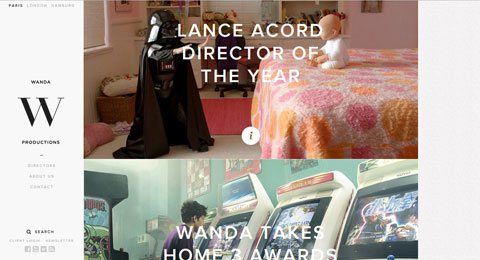 PARIS LONDON HAMBURG
WANDA
W
PRODUCTIONS
DIRECTORS
ABOUT US
CONTACT
SEARCH
CLIENT LOGIN NEWSLETTER
LANCE ACORD
DIRECTOR OF
THE YEAR
i
WANDA TAKES
HOME 3 AWARDS